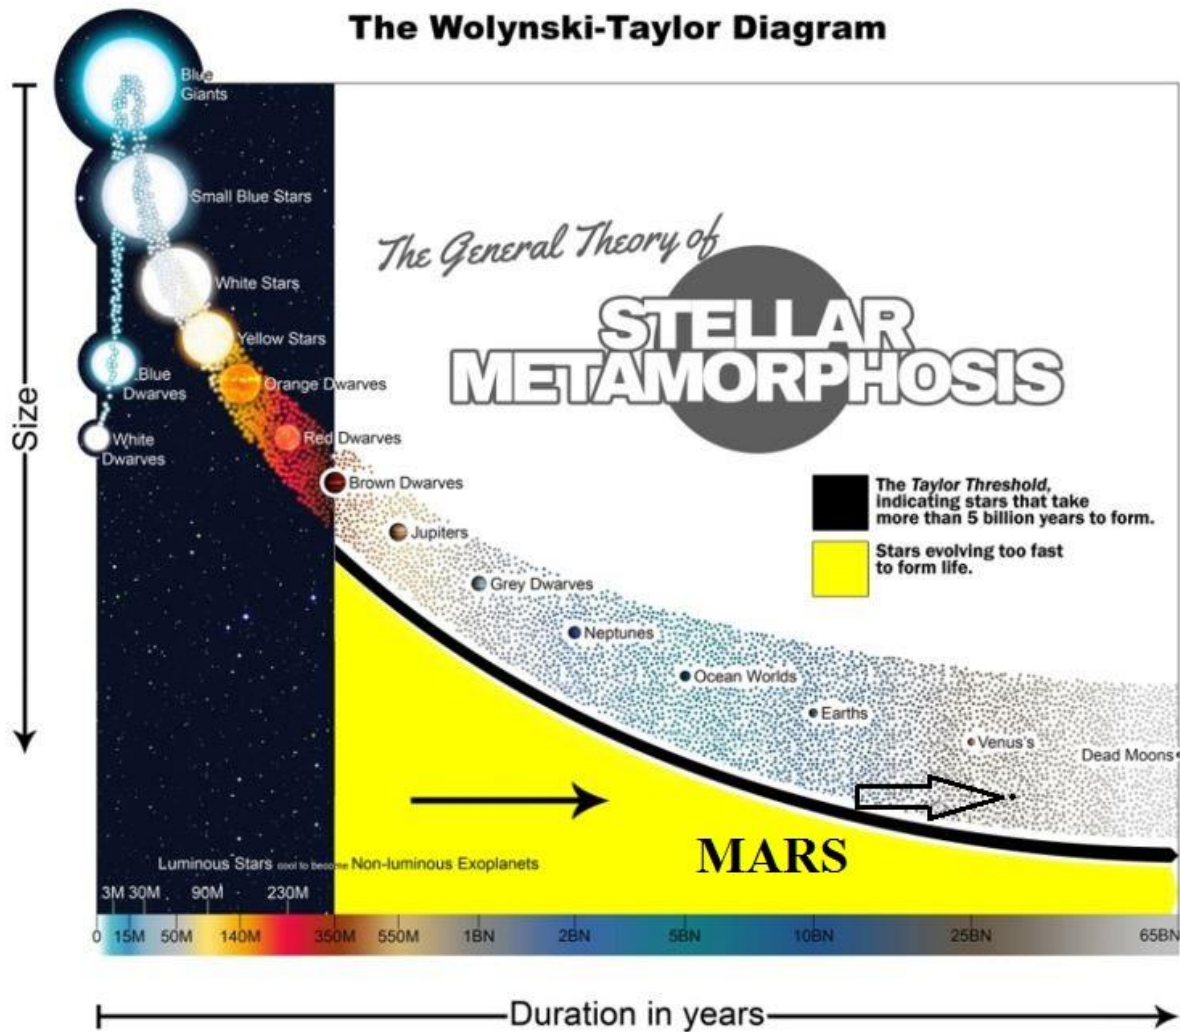 The Wolynski-Taylor Diagram
Blue
Giants
Small Blue Stars
The General Theory of
STELLAR
METAMORPHOSIS
White Stars
Yellow Stars
Blue
Dwarves
Orange Dwarves
Size
White
Dwarves
Red Dwarves
Brown Dwarves
The Taylor Threshold,
indicating stars that take
more than 5 billion years to form.
Jupiters
Stars evolving too fast
to form life.
Grey Dwarves
Neptunes
Ocean Worlds
Earths
Venus's
Dead Moons
MARS
Luminous Stars cool to become Non-luminous Exoplanets
3M 30M 90M 230M
0 15M 50M 140M 350M 550M 1BN 2BN 5BN 10BN 25BN 65BN
Duration in years